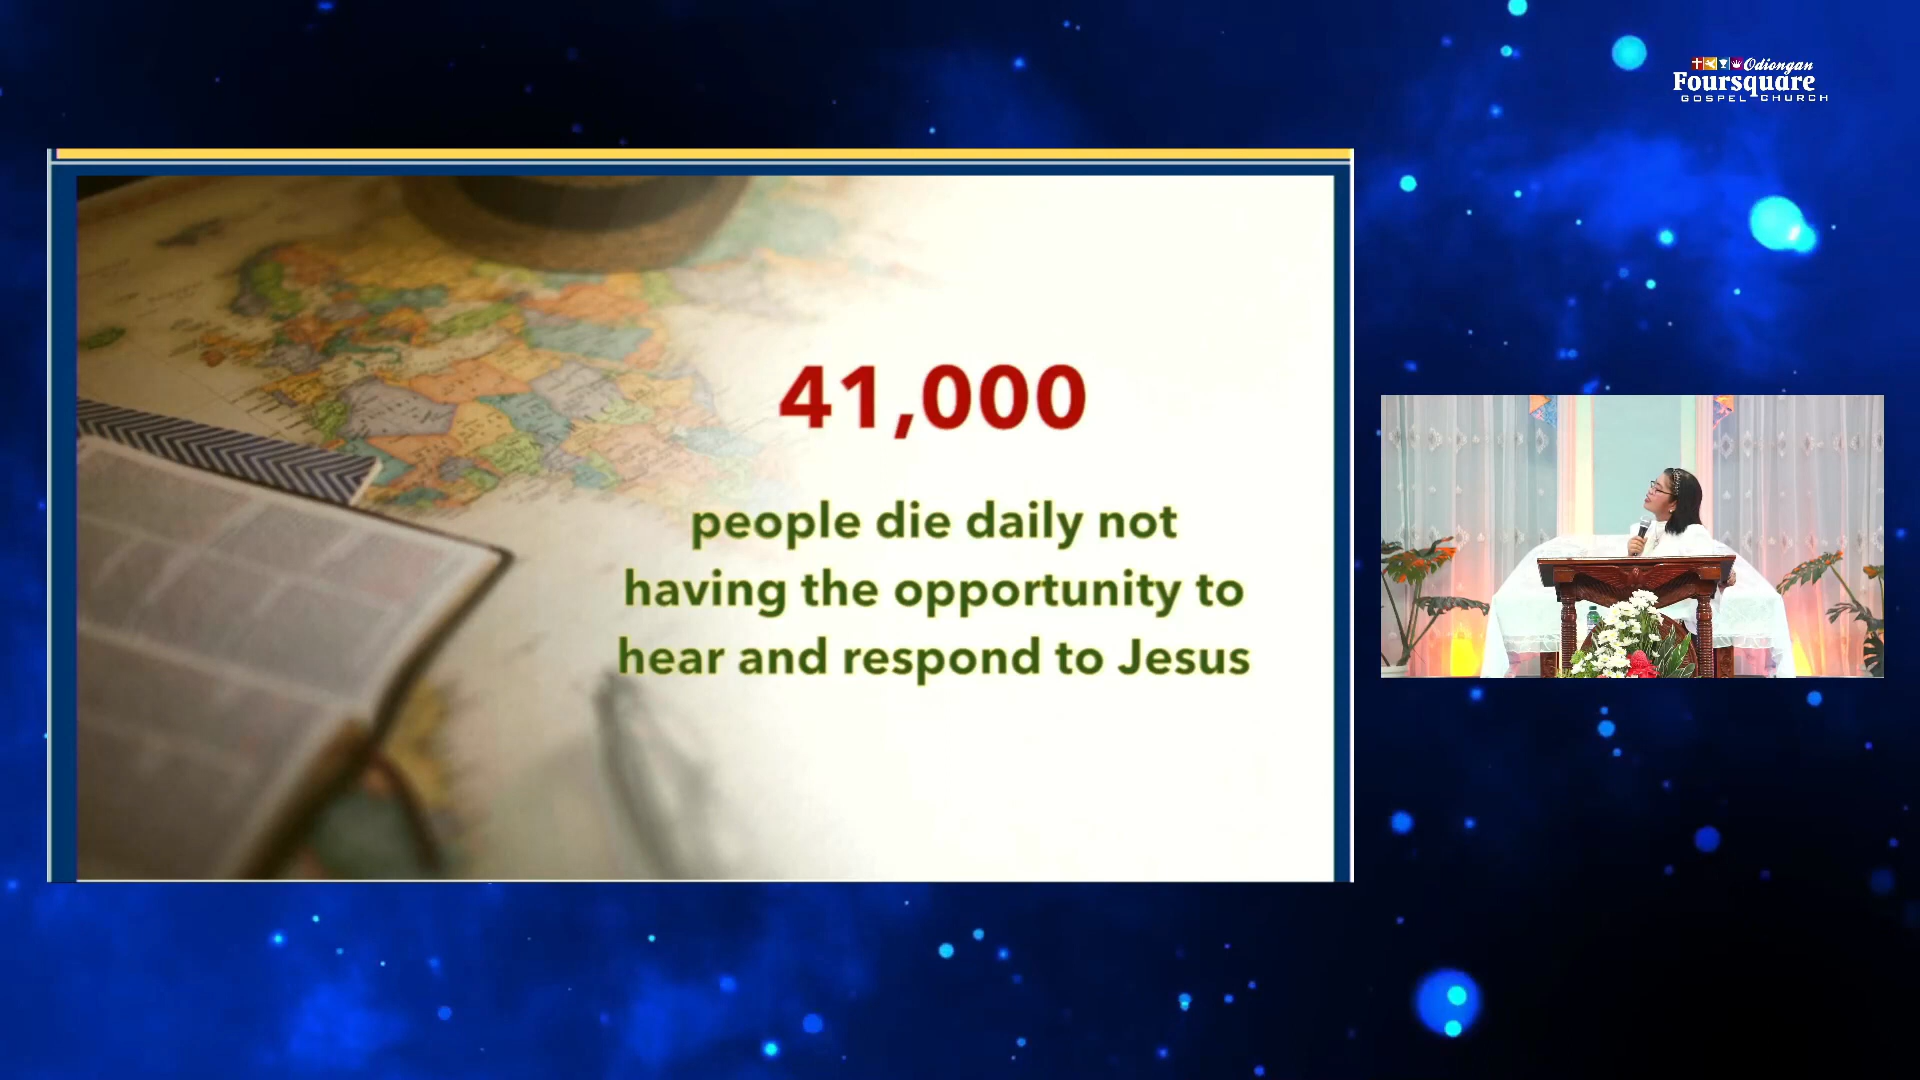 Odiongan
Foursquare
GOSPEL CHURCH
41,000
people die daily not
having the opportunity to
hear and respond to Jesus